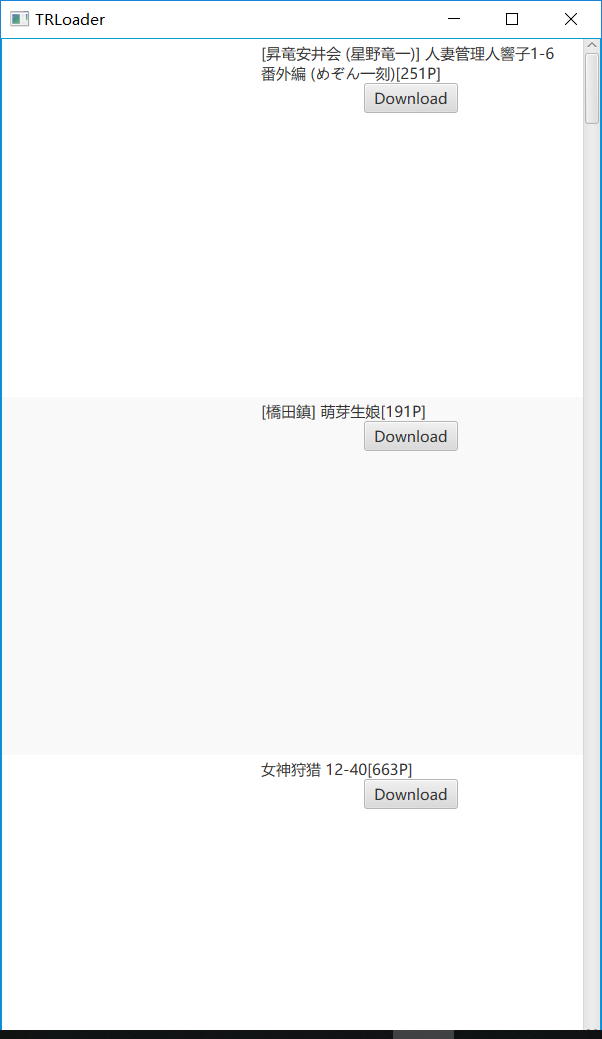 TRLoader
[昇竜安井会 (星野竜一)] 人妻管理人響子1-6
番外編 (めぞん一刻)[251P]
Download
[橋田鎮] 萌芽生娘[191P]
Download
女神狩猎 12-40[663P]
Download